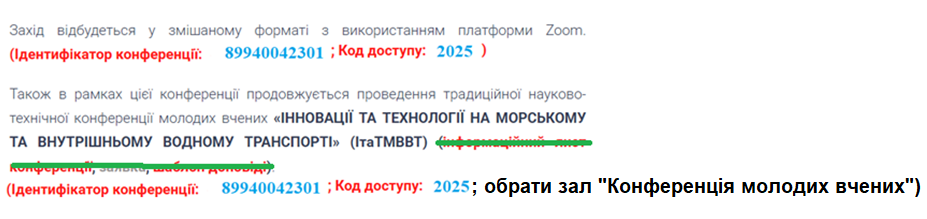 Захід відбудеться у змішаному форматі з використанням платформи Zoom.
(Ідентифікатор конференції: 89940042301 ; Код доступу: 2025 )
Також в рамках цієї конференції продовжується проведення традиційної науково-
технічної конференції молодих вчених «ІННОВАЦІЇ ТА ТЕХНОЛОГІЇ НА МОРСЬКОМУ
ТА ВНУТРІШНЬОМУ ВОДНОМУ ТРАНСПОРТІ» (ІтаТМВВТ) (інформаційний лист
конференції, заявка, шаблон доповіді)
(Ідентифікатор конференції: 89940042301 ; Код доступу: 2025; обрати зал "Конференція молодих вчених")